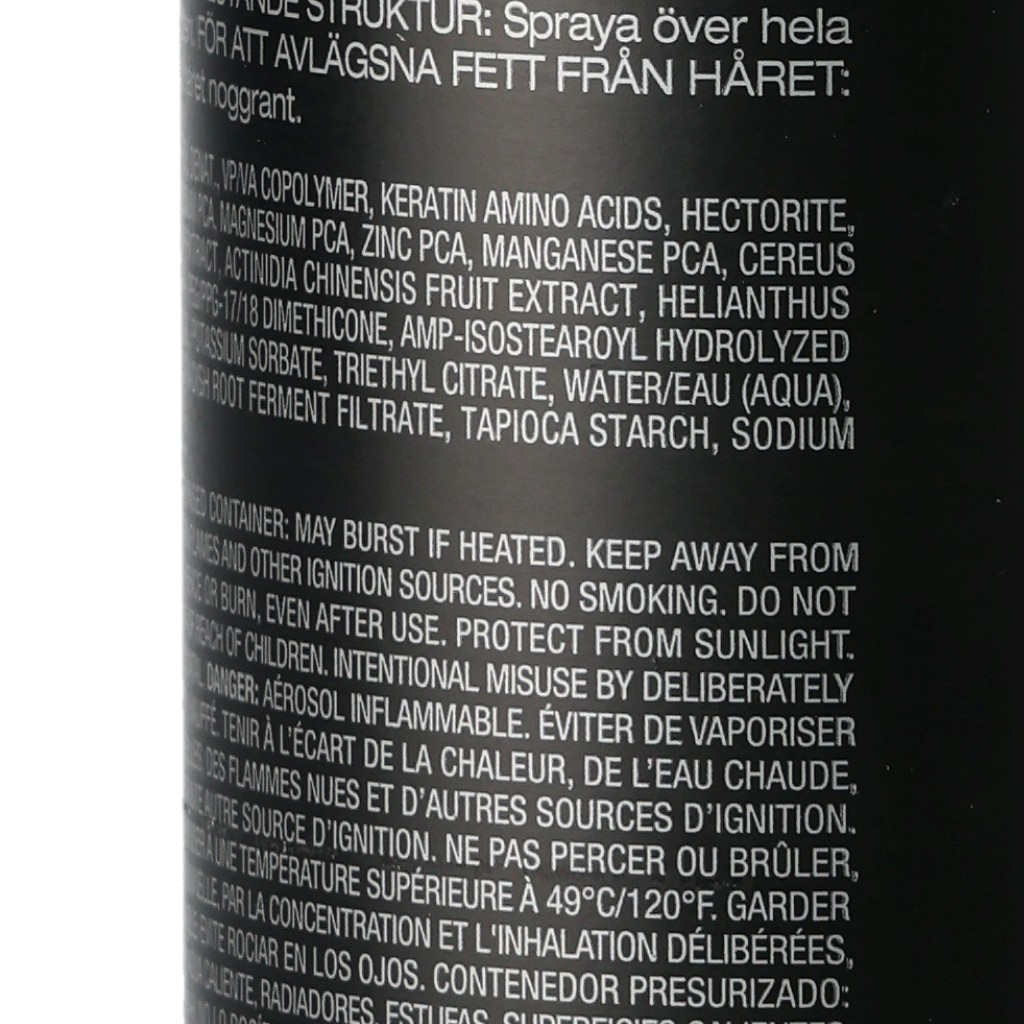 STRUKTUR: Spraya över hela
FÖR ATT AVLÄGSNA FETT FRÅN HÅRET:
noggrant.
VP/VA COPOLYMER, KERATIN AMINO ACIDS, HECTORITE,
PCA, MAGNESIUM PCA, ZINC PCA, MANGANESE PCA, CEREUS
ACTINIDIA CHINENSIS FRUIT EXTRACT, HELIANTHUS
PPG-17/18 DIMETHICONE, AMP-ISOSTEAROYL HYDROLYZED
POTASSIUM SORBATE, TRIETHYL CITRATE, WATER/EAU (AQUA),
ROOT FERMENT FILTRATE, TAPIOCA STARCH, SODIUM
CONTAINER: MAY BURST IF HEATED. KEEP AWAY FROM
FLAMES AND OTHER IGNITION SOURCES. NO SMOKING. DO NOT
OR BURN, EVEN AFTER USE. PROTECT FROM SUNLIGHT.
REACH OF CHILDREN. INTENTIONAL MISUSE BY DELIBERATELY
DANGER: AÉROSOL INFLAMMABLE. ÉVITER DE VAPORISER
TENIR À L'ÉCART DE LA CHALEUR, DE L'EAU CHAUDE,
DES FLAMMES NUES ET D'AUTRES SOURCES D'IGNITION.
AUTRE SOURCE D'IGNITION. NE PAS PERCER OU BRÛLER,
À UNE TEMPÉRATURE SUPÉRIEURE À 49°C/120°F. GARDER
PAR LA CONCENTRATION ET L'INHALATION DÉLIBÉRÉES,
EVITE ROCIAR EN LOS OJOS. CONTENEDOR PRESURIZADO:
CALIENTE, RADIADORES, ESTUFAS, SUPERFICIES CALIENTES